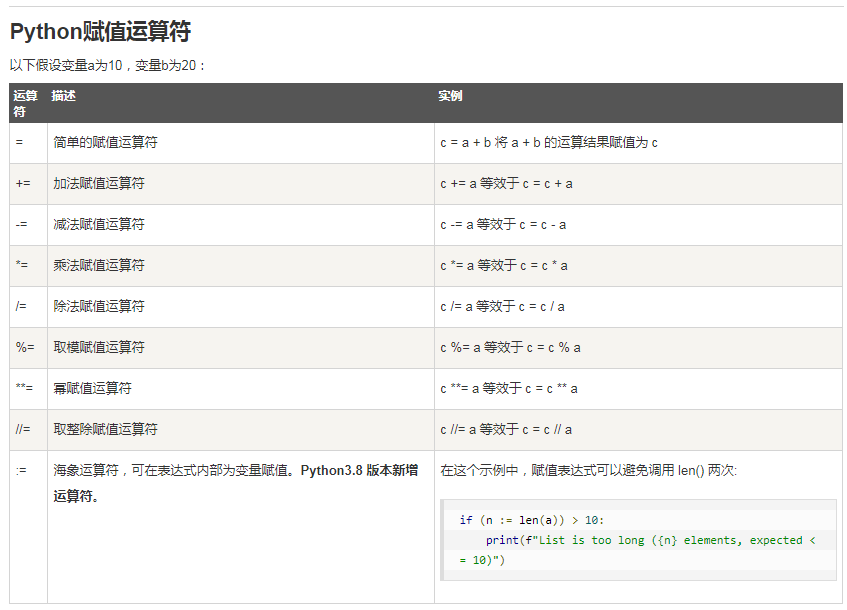 Python赋值运算符
以下假设变量a为10，变量b为20：
运算
符
描述
实例
=
简单的赋值运算符
c = a + b 将 a + b 的运算结果赋值为 c
+=
加法赋值运算符
c += a 等效于 c = c + a
-=
减法赋值运算符
c -= a 等效于 c = c - a
*=
乘法赋值运算符
c *= a 等效于 c = c * a
/=
除法赋值运算符
c /= a 等效于 c = c / a
%=
取模赋值运算符
c %= a 等效于 c = c % a
**=
幂赋值运算符
c **= a 等效于 c = c ** a
//=
取整除赋值运算符
c //= a 等效于 c = c // a
:=
海象运算符，可在表达式内部为变量赋值。Python3.8 版本新增
运算符。
在这个示例中，赋值表达式可以避免调用 len() 两次:
if (n := len(a)) > 10:
    print(f"List is too long ({n} elements, expected <
= 10)")